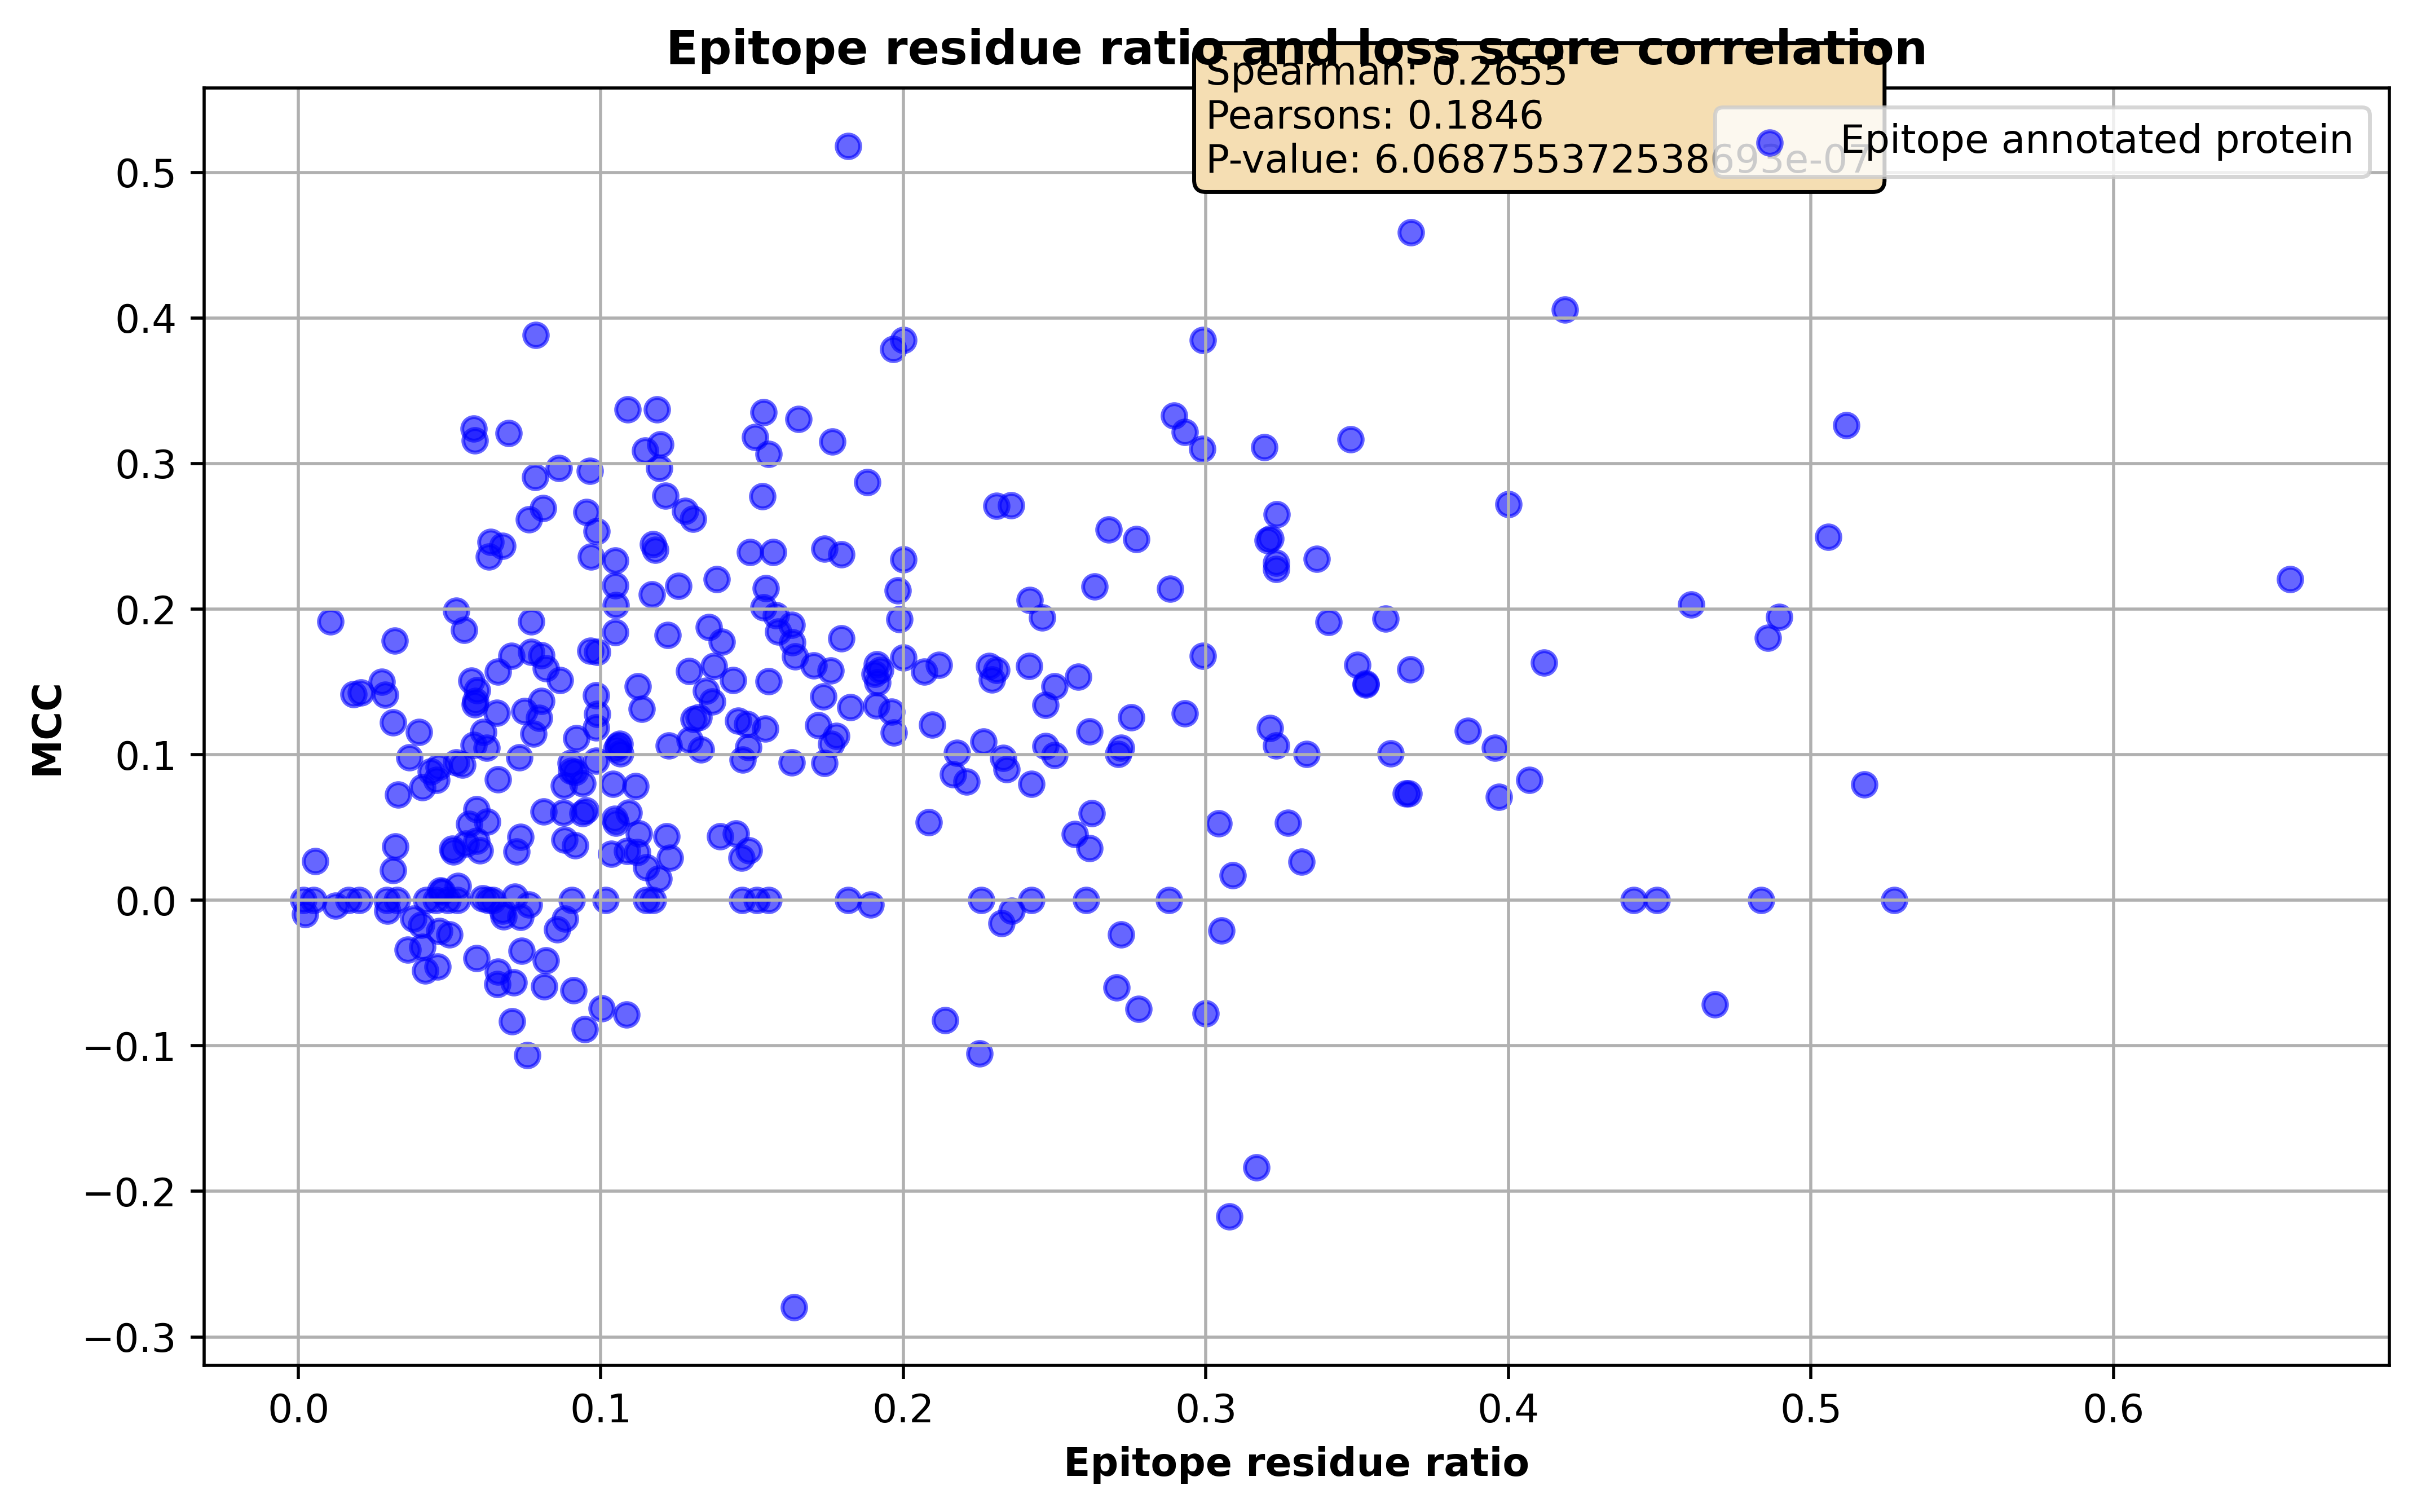 Epitope residue ratio and loss score correlation
Spearman: 0.2655
Pearsons: 0.1846
P-value: 6.068755372538693e-07
Epitope annotated protein
MCC
0.5
0.4
0.3
0.2
0.1
0.0
−0.1
−0.2
−0.3
0.0 0.1 0.2 0.3 0.4 0.5 0.6
Epitope residue ratio